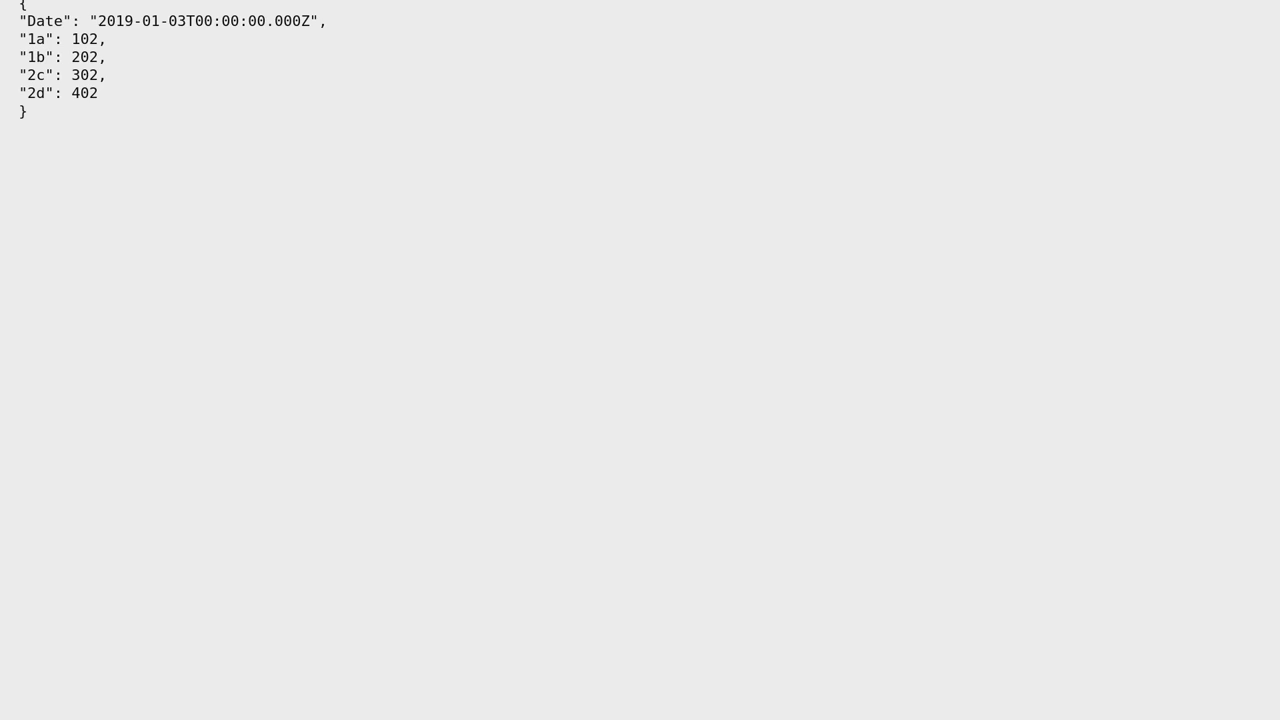 {
"Date": "2019-01-03T00:00:00.000Z",
"1a": 102,
"1b": 202,
"2c": 302,
"2d": 402
}